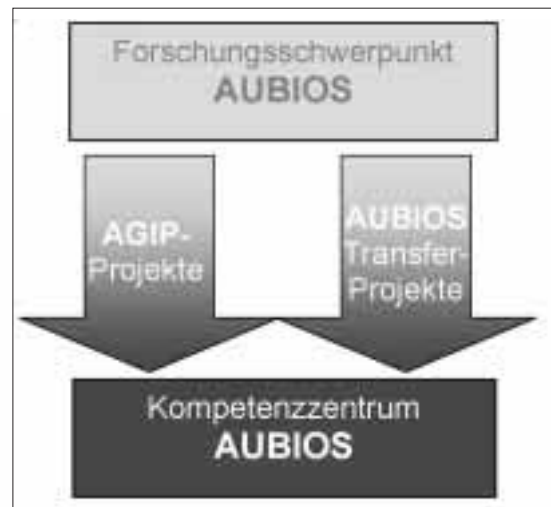 Forschungsschwerpunkt
AUBIOS
AGIP-
Projekte
AUBIOS
Transfer-
Projekte
Kompetenzzentrum
AUBIOS